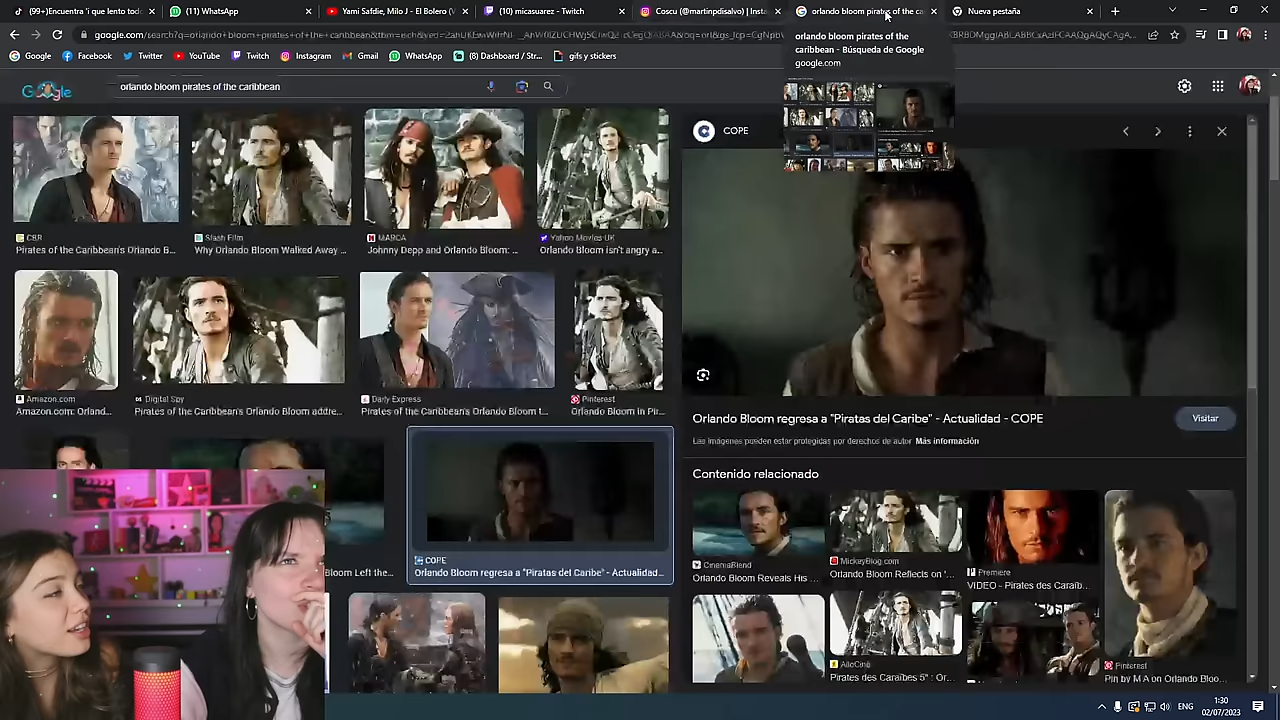 (99+)Encuentra 'i que lento todo
(11) WhatsApp
Yami Safdie, Milo J - El Bolero (V
(10) micasuarez - Twitch
Coscu (@martinpdisalvo) | Inst
orlando bloom pirates of the ca
Nueva pestaña
orlando bloom pirates of the
caribbean - Búsqueda de Google
google.com
Google
Facebook
Twitter
YouTube
Twitch
Instagram
Gmail
WhatsApp
(8) Dashboard / Str...
gifs y stickers
orlando bloom pirates of the caribbean
COPE
CBR
Pirates of the Caribbean's Orlando B...
Slash Film
Why Orlando Bloom Walked Away ...
MARCA
Johnny Depp and Orlando Bloom: ...
Yahoo Movies UK
Orlando Bloom isn't angry a...
Amazon.com
Amazon.com: Orland...
Digital Spy
Pirates of the Caribbean's Orlando Bloom addre...
Daily Express
Pirates of the Caribbean's Orlando Bloom t...
Pinterest
Orlando Bloom in Pir...
Orlando Bloom regresa a "Piratas del Caribe" - Actualidad - COPE
Visitar
Las imágenes pueden estar protegidas por derechos de autor Más información
Contenido relacionado
Bloom Left the...
COPE
Orlando Bloom regresa a "Piratas del Caribe" - Actualidad...
CinemaBlend
Orlando Bloom Reveals His ...
MickeyBlog.com
Orlando Bloom Reflects on '...
Premiere
VIDEO - Pirates des Caraïb...
AlloCiné
Pirates des Caraïbes 5" : Or...
Pinterest
Pin by M A on Orlando Bloo...
ENG
1:30
02/07/2023